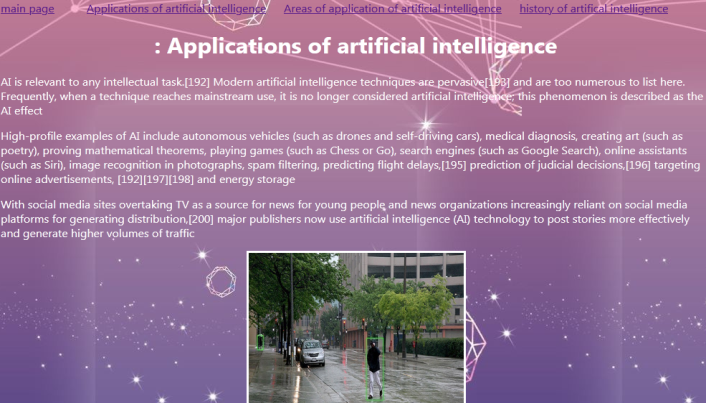 main page Applications of artificial intelligence Areas of application of artificial intelligence history of artifical intelligence
: Applications of artificial intelligence
AI is relevant to any intellectual task.[192] Modern artificial intelligence techniques are pervasive[193] and are too numerous to list here.
Frequently, when a technique reaches mainstream use, it is no longer considered artificial intelligence; this phenomenon is described as the
AI effect
High-profile examples of AI include autonomous vehicles (such as drones and self-driving cars), medical diagnosis, creating art (such as
poetry), proving mathematical theorems, playing games (such as Chess or Go), search engines (such as Google Search), online assistants
(such as Siri), image recognition in photographs, spam filtering, predicting flight delays,[195] prediction of judicial decisions,[196] targeting
online advertisements, [192][197][198] and energy storage
With social media sites overtaking TV as a source for news for young people and news organizations increasingly reliant on social media
platforms for generating distribution,[200] major publishers now use artificial intelligence (AI) technology to post stories more effectively
and generate higher volumes of traffic